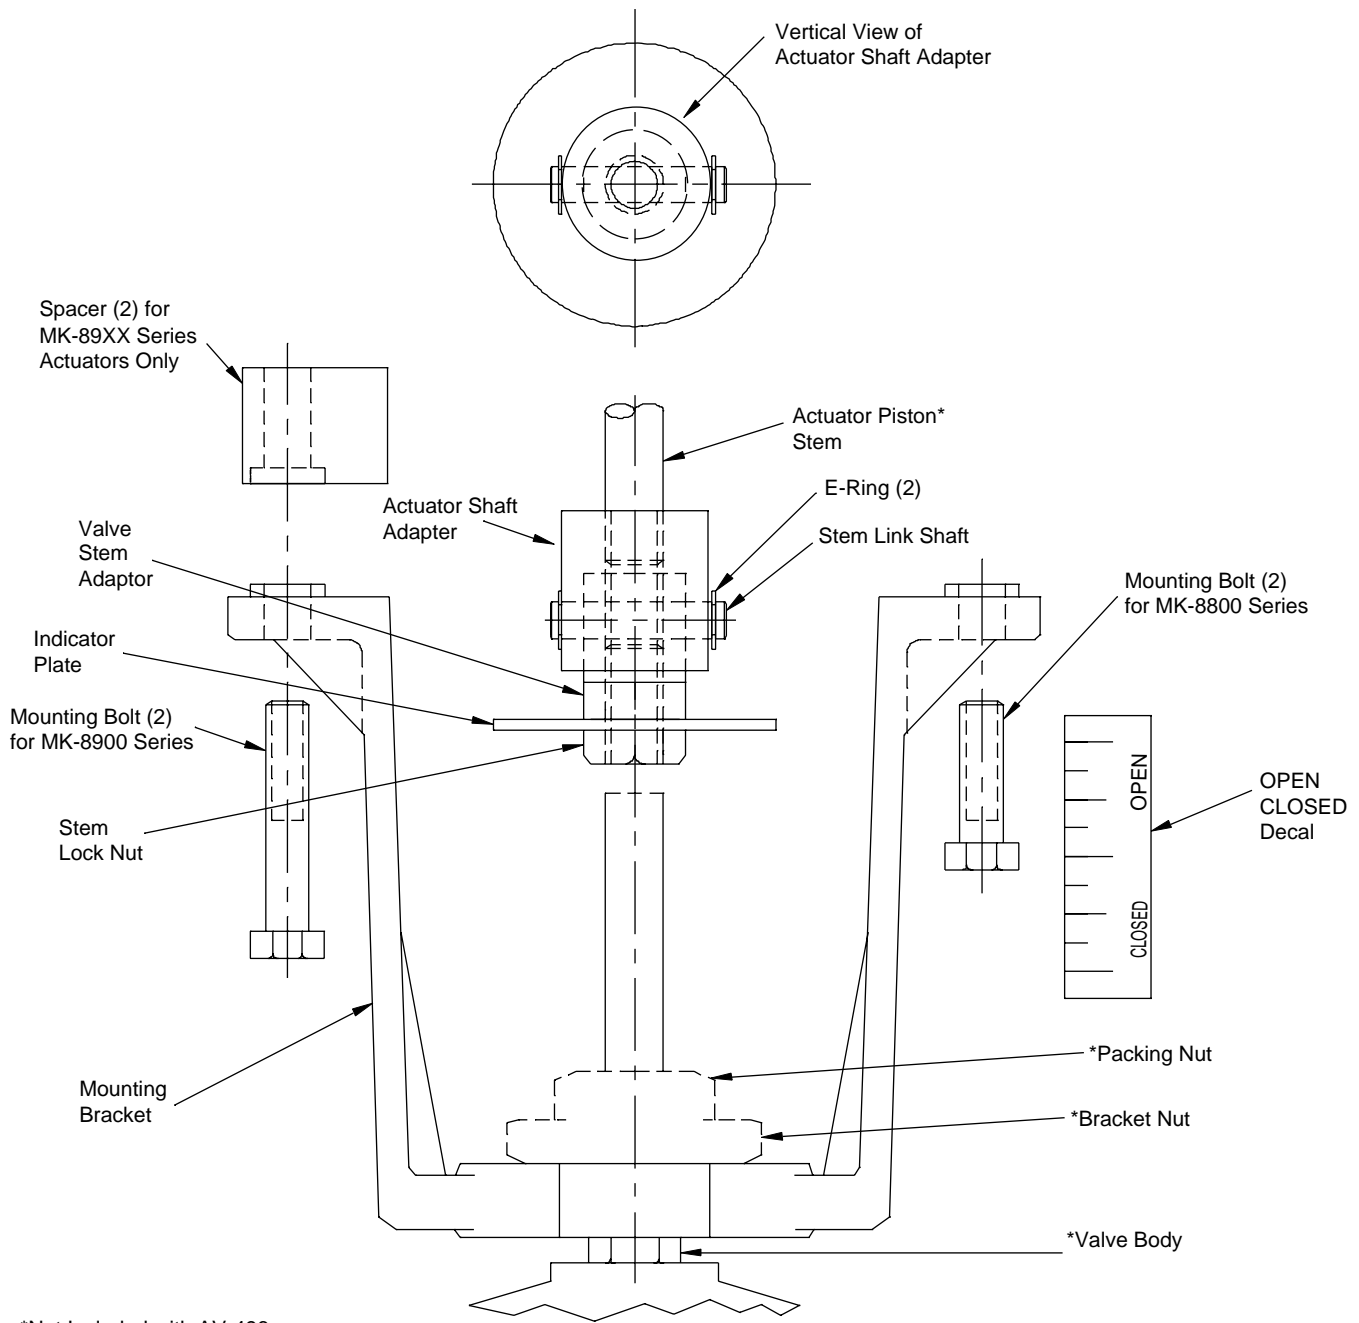 Vertical View of
Actuator Shaft Adapter
Spacer (2) for
MK-89XX Series
Actuators Only
Actuator Piston*
Stem
E-Ring (2)
Actuator Shaft
Adapter
Stem Link Shaft
Valve
Stem
Adaptor
Mounting Bolt (2)
for MK-8800 Series
Indicator
Plate
Mounting Bolt (2)
for MK-8900 Series
OPEN
CLOSED
OPEN
CLOSED
Decal
Stem
Lock Nut
*Packing Nut
Mounting
Bracket
*Bracket Nut
*Valve Body